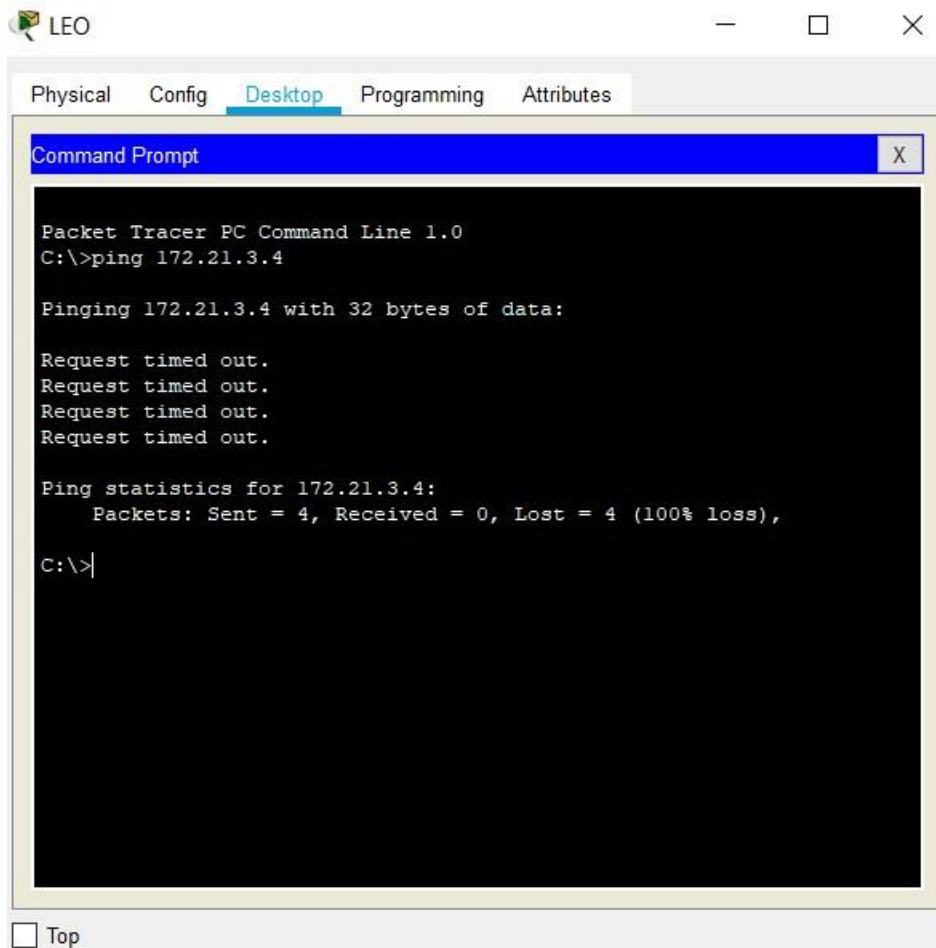 LEO
Physical Config Desktop Programming Attributes
Command Prompt X
Packet Tracer PC Command Line 1.0
C:\>ping 172.21.3.4
Pinging 172.21.3.4 with 32 bytes of data:
Request timed out.
Request timed out.
Request timed out.
Request timed out.
Ping statistics for 172.21.3.4:
Packets: Sent = 4, Received = 0, Lost = 4 (100% loss),
C:\>
Top